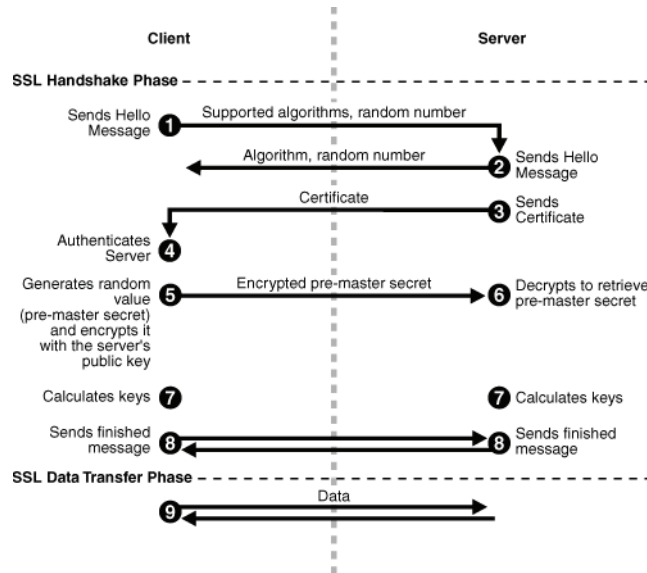 Client
Server
SSL Handshake Phase
Sends Hello
Message
1
Supported algorithms, random number
Algorithm, random number
2
Sends Hello
Message
Certificate
3
Sends
Certificate
Authenticates
Server
4
Generates random
value
(pre-master secret)
and encrypts it
with the server's
public key
5
Encrypted pre-master secret
6
Decrypts to retrieve
pre-master secret
Calculates keys
7
7
Calculates keys
Sends finished
message
8
8
Sends finished
message
SSL Data Transfer Phase
9
Data